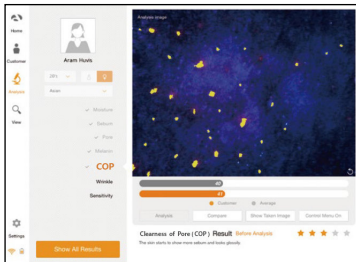 Analysis Image
Home
Customer
Analysis
View
Settings
Aram Huvis
20's
Asian
Moisture
Sebum
Pore
Melanin
COP
Wrinkle
Sensitivity
Show All Results
40
41
Customer
Average
Analysis
Compare
Show Taken Image
Control Menu On
Clearness of Pore ( COP ) Result Before Analysis
The skin starts to show more sebum and looks ghostly.